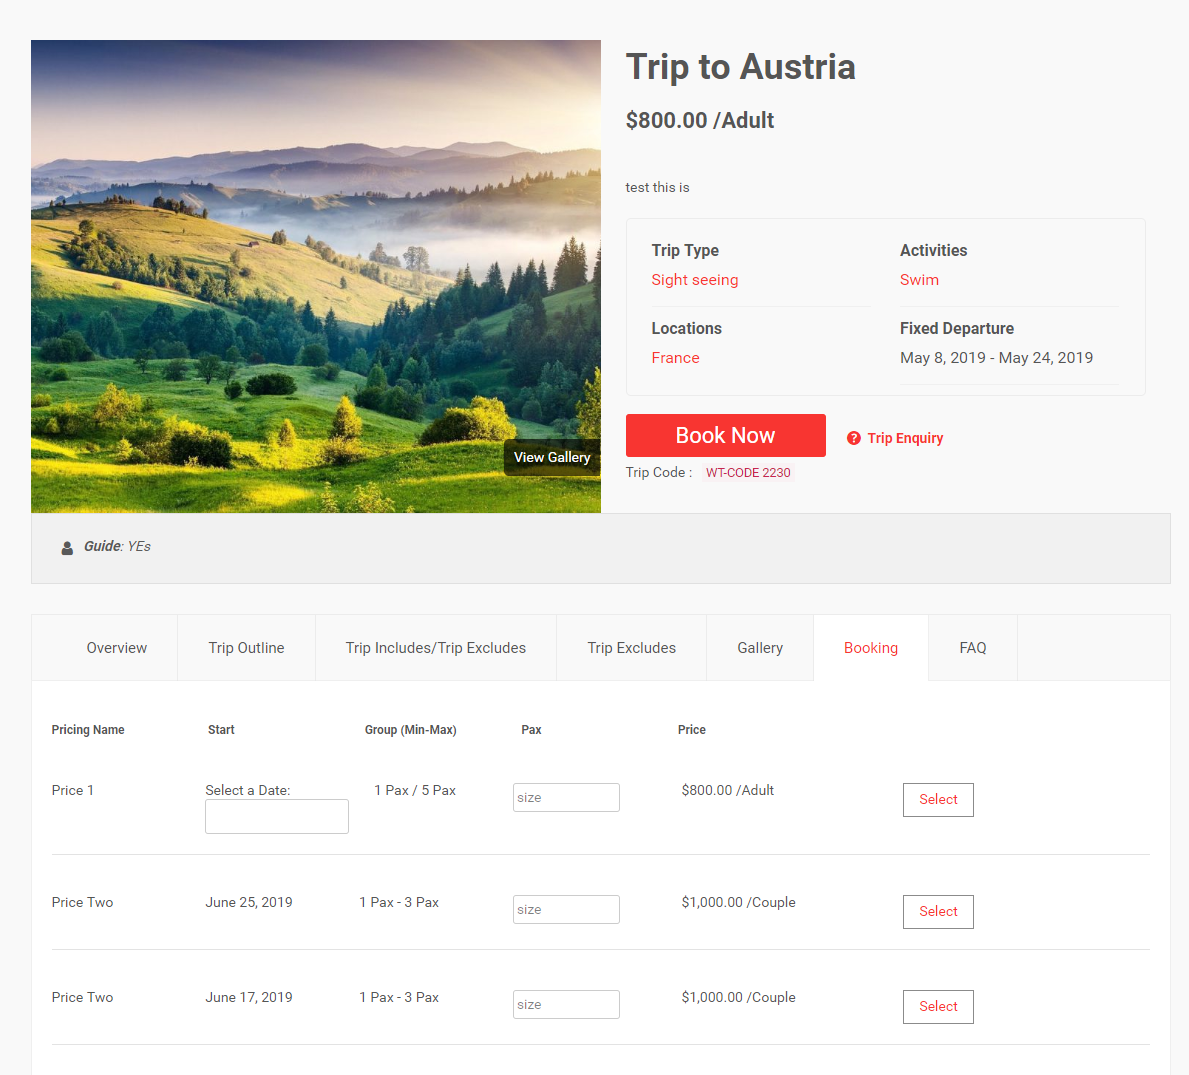 Trip to Austria
$800.00 /Adult
test this is
Trip Type
Sight seeing
Activities
Swim
Locations
France
Fixed Departure
May 8, 2019 - May 24, 2019
View Gallery
Book Now
Trip Enquiry
Trip Code : WT-CODE 2230
Guide: YEs
Overview Trip Outline Trip Includes/Trip Excludes Trip Excludes Gallery Booking FAQ
Pricing Name Start Group (Min-Max) Pax Price
Price 1 Select a Date: 1 Pax / 5 Pax size $800.00 /Adult Select
Price Two June 25, 2019 1 Pax - 3 Pax size $1,000.00 /Couple Select
Price Two June 17, 2019 1 Pax - 3 Pax size $1,000.00 /Couple Select